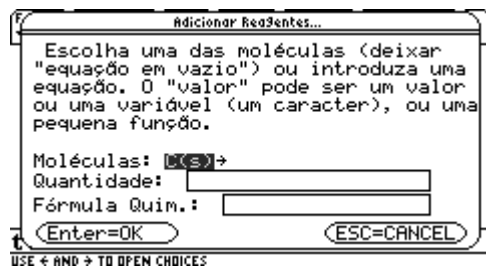 Adicionar Reagentes...
Escolha uma das moléculas (deixar
"equação em vazio") ou introduza uma
equação. O "valor" pode ser um valor
ou uma variável (um caracter), ou uma
pequena função.
Moléculas: C(s)→
Quantidade:
Fórmula Quim.:
Enter=OK
ESC=CANCEL
USE ← AND → TO OPEN CHOICES